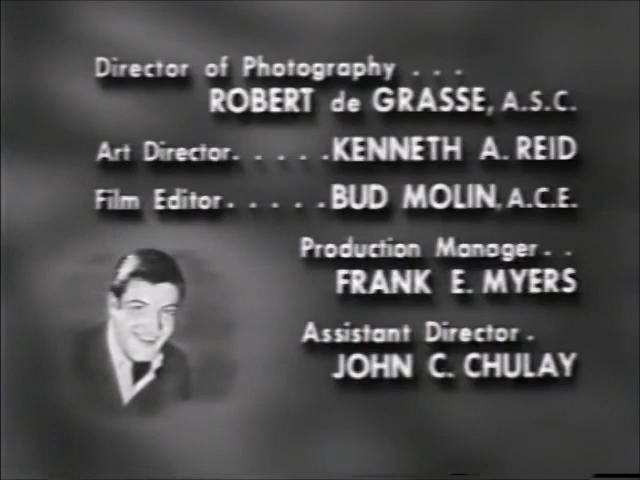 Director of Photography . . .
ROBERT de GRASSE, A.S.C.
Art Director. . . . .KENNETH A. REID
Film Editor. . . . .BUD MOLIN, A.C.E.
Production Manager. .
FRANK E. MYERS
Assistant Director .
JOHN C. CHULAY